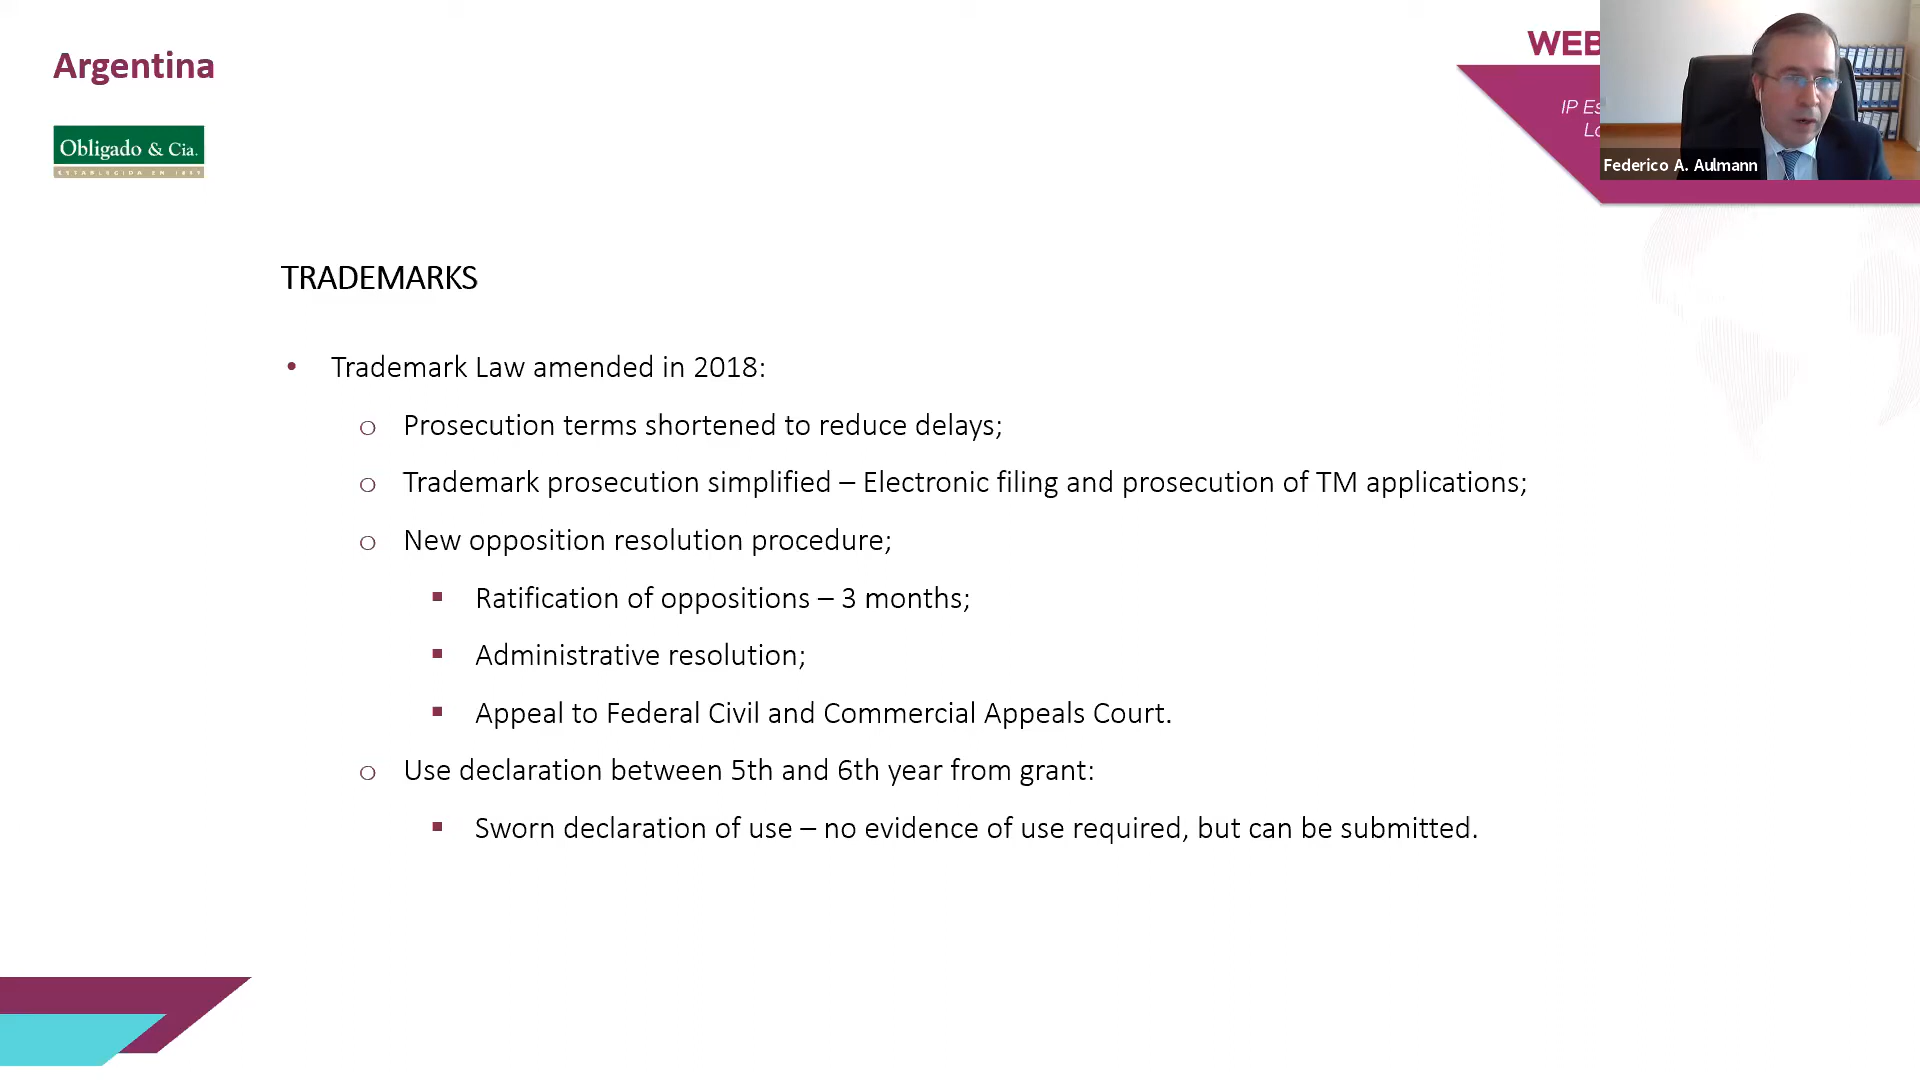 Argentina
WEB
IP Es
Obligado & Cia.
ESTABLECIDA EN
Federico A. Aulmann
TRADEMARKS
• Trademark Law amended in 2018:
o Prosecution terms shortened to reduce delays;
o Trademark prosecution simplified – Electronic filing and prosecution of TM applications;
o New opposition resolution procedure;
▪ Ratification of oppositions – 3 months;
▪ Administrative resolution;
▪ Appeal to Federal Civil and Commercial Appeals Court.
o Use declaration between 5th and 6th year from grant:
▪ Sworn declaration of use – no evidence of use required, but can be submitted.